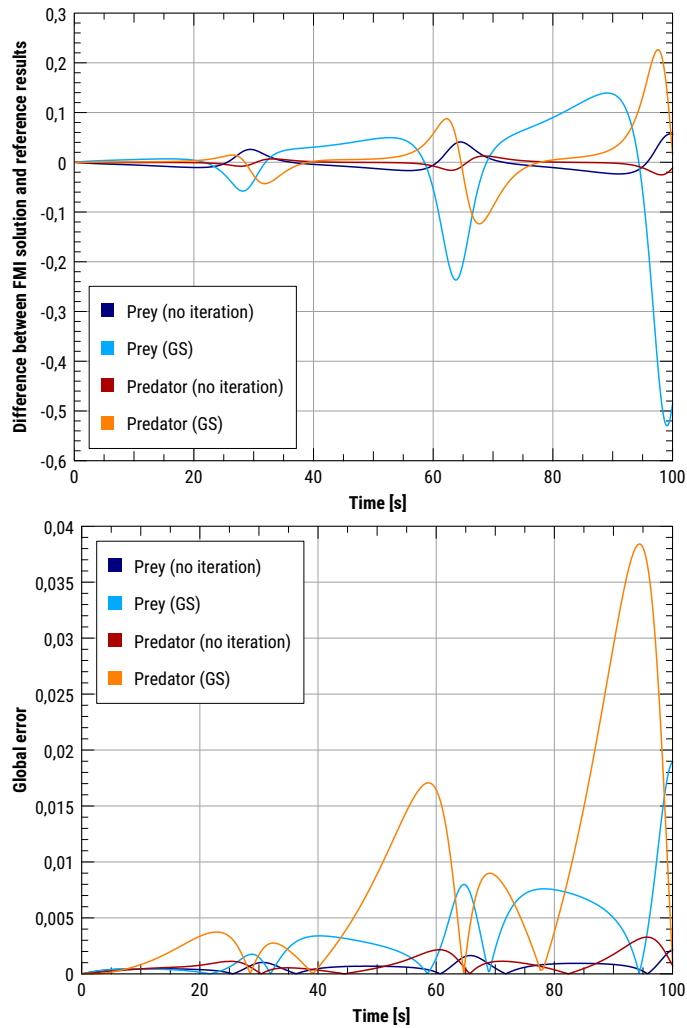 0,3
0,2
0,1
0
-0,1
-0,2
-0,3
-0,4
-0,5
-0,6
Difference between FMI solution and reference results
Prey (no iteration)
Prey (GS)
Predator (no iteration)
Predator (GS)
0 20 40 60 80 100
Time [s]
0,04
0,035
0,03
0,025
0,02
0,015
0,01
0,005
0
Global error
Prey (no iteration)
Prey (GS)
Predator (no iteration)
Predator (GS)
0 20 40 60 80 100
Time [s]